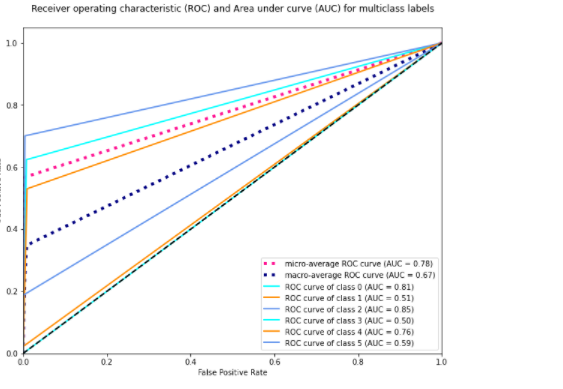 Receiver operating characteristic (ROC) and Area under curve (AUC) for multiclass labels
1.0
0.8
0.6
0.4
0.2
0.0
0.0 0.2 0.4 0.6 0.8 1.0
False Positive Rate
micro-average ROC curve (AUC = 0.78)
macro-average ROC curve (AUC = 0.67)
ROC curve of class 0 (AUC = 0.81)
ROC curve of class 1 (AUC = 0.51)
ROC curve of class 2 (AUC = 0.85)
ROC curve of class 3 (AUC = 0.50)
ROC curve of class 4 (AUC = 0.76)
ROC curve of class 5 (AUC = 0.59)